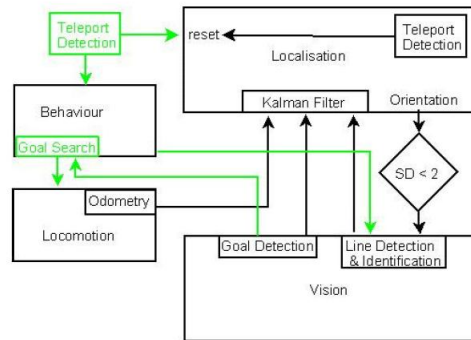 Teleport
Detection
reset
Teleport
Detection
Localisation
Behaviour
Kalman Filter
Orientation
Goal Search
SD < 2
Odometry
Locomotion
Goal Detection
Line Detection
& Identification
Vision